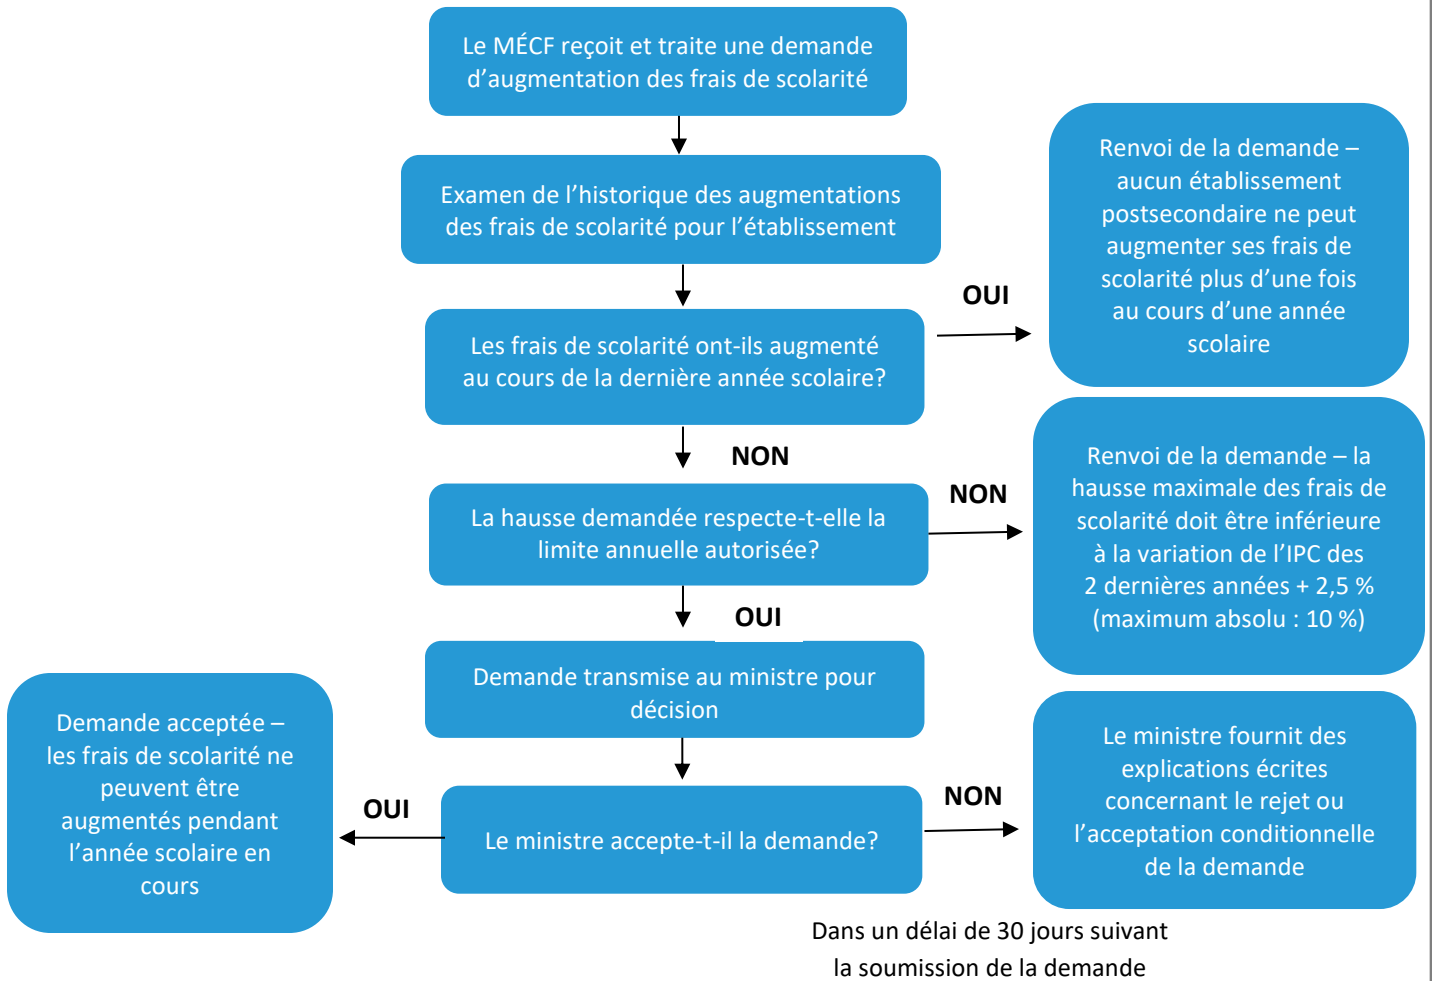 Le MÉCF reçoit et traite une demande
d’augmentation des frais de scolarité
Examen de l’historique des augmentations
des frais de scolarité pour l’établissement
Les frais de scolarité ont-ils augmenté
au cours de la dernière année scolaire?
OUI
Renvoi de la demande –
aucun établissement
postsecondaire ne peut
augmenter ses frais de
scolarité plus d’une fois
au cours d’une année
scolaire
NON
La hausse demandée respecte-t-elle la
limite annuelle autorisée?
NON
Renvoi de la demande – la
hausse maximale des frais de
scolarité doit être inférieure
à la variation de l’IPC des
2 dernières années + 2,5 %
(maximum absolu : 10 %)
OUI
Demande transmise au ministre pour
décision
Le ministre accepte-t-il la demande?
OUI
Demande acceptée –
les frais de scolarité ne
peuvent être
augmentés pendant
l’année scolaire en
cours
NON
Le ministre fournit des
explications écrites
concernant le rejet ou
l’acceptation conditionnelle
de la demande
Dans un délai de 30 jours suivant
la soumission de la demande